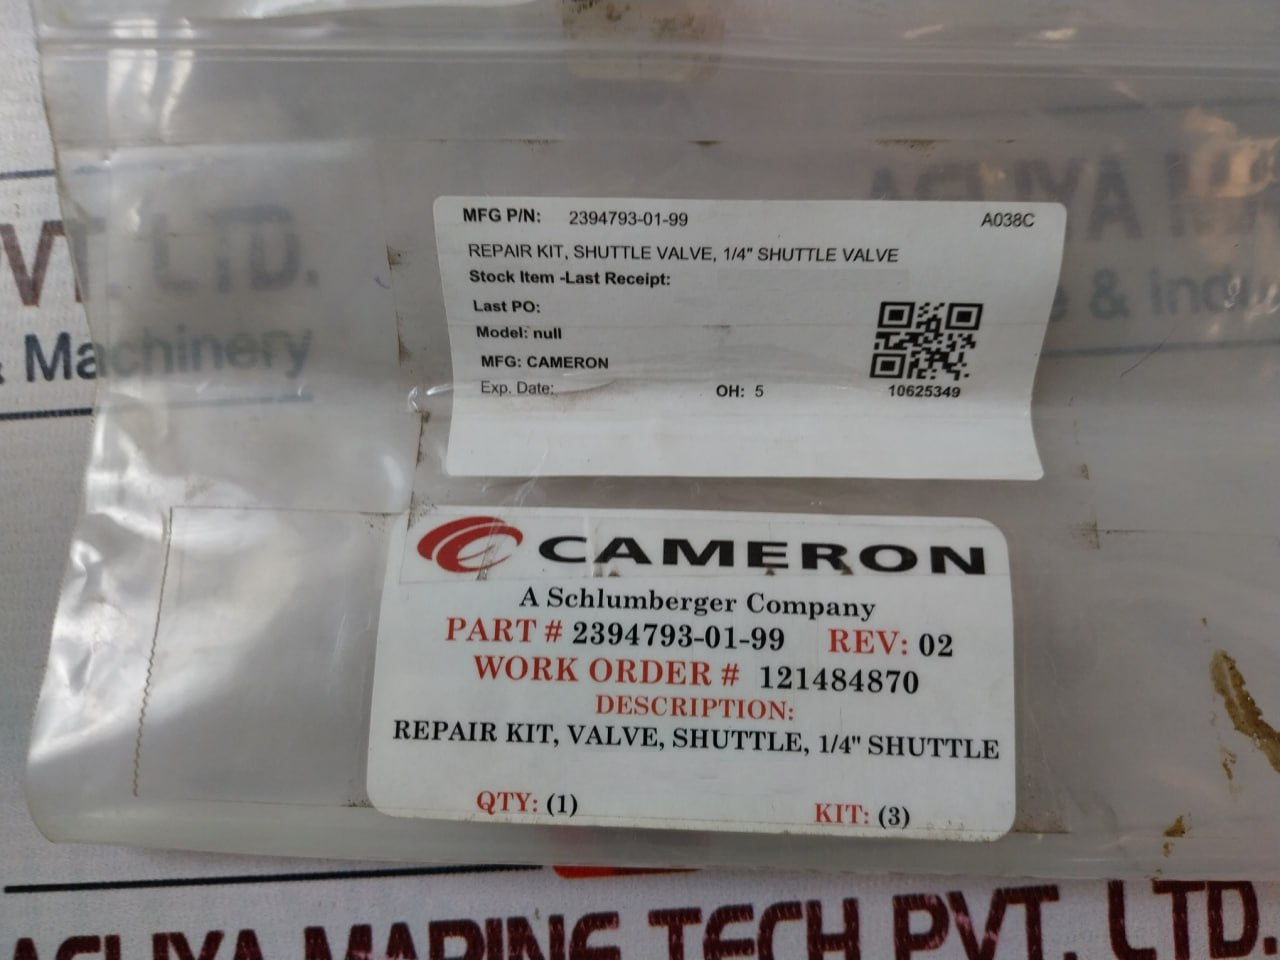 MFG P/N: 2394793-01-99 A038C
REPAIR KIT, SHUTTLE VALVE, 1/4" SHUTTLE VALVE
Stock Item -Last Receipt:
Last PO:
Model: null
MFG: CAMERON
Exp. Date:
OH: 5
10625349
CAMERON
A Schlumberger Company
PART # 2394793-01-99 REV: 02
WORK ORDER # 121484870
DESCRIPTION:
REPAIR KIT, VALVE, SHUTTLE, 1/4" SHUTTLE
QTY: (1) KIT: (3)
VT. LTD.
& Machinery
MARINE TECH PVT. LTD.